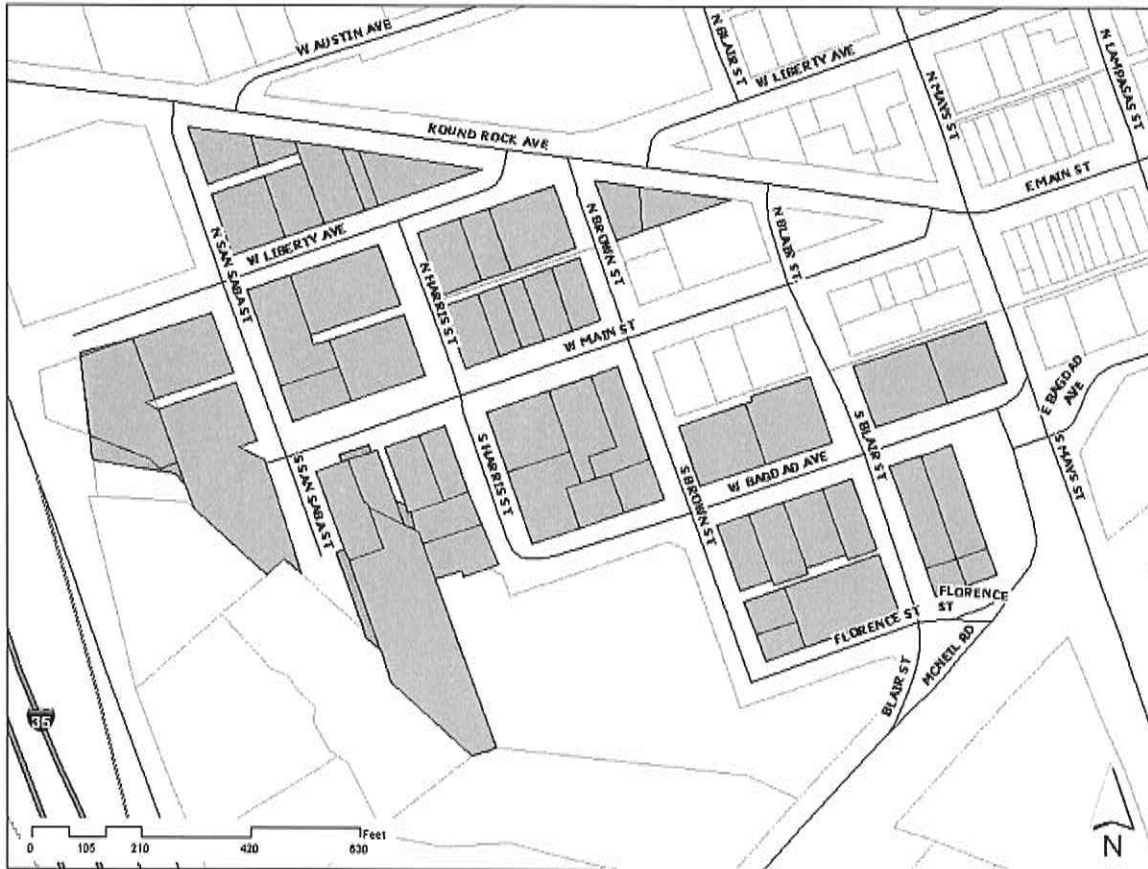 W AUSTIN AVE
N BLAIR ST
W LIBERTY AVE
N MAYS ST
N LAMPASAS ST
ROUND ROCK AVE
E MAIN ST
N SAN SABA ST
W LIBERTY AVE
N HARRIS ST
N BROWN ST
N BLAIR ST
W MAIN ST
E BAGDAD
AVE
S SAN SABA ST
S HARRIS ST
S BROWN ST
W BAGDAD AVE
S BLAIR ST
S MAYS ST
FLORENCE
ST
FLORENCE ST
BLAIR ST
MCNEIL RD
35
Feet
0 105 210 420 630
N